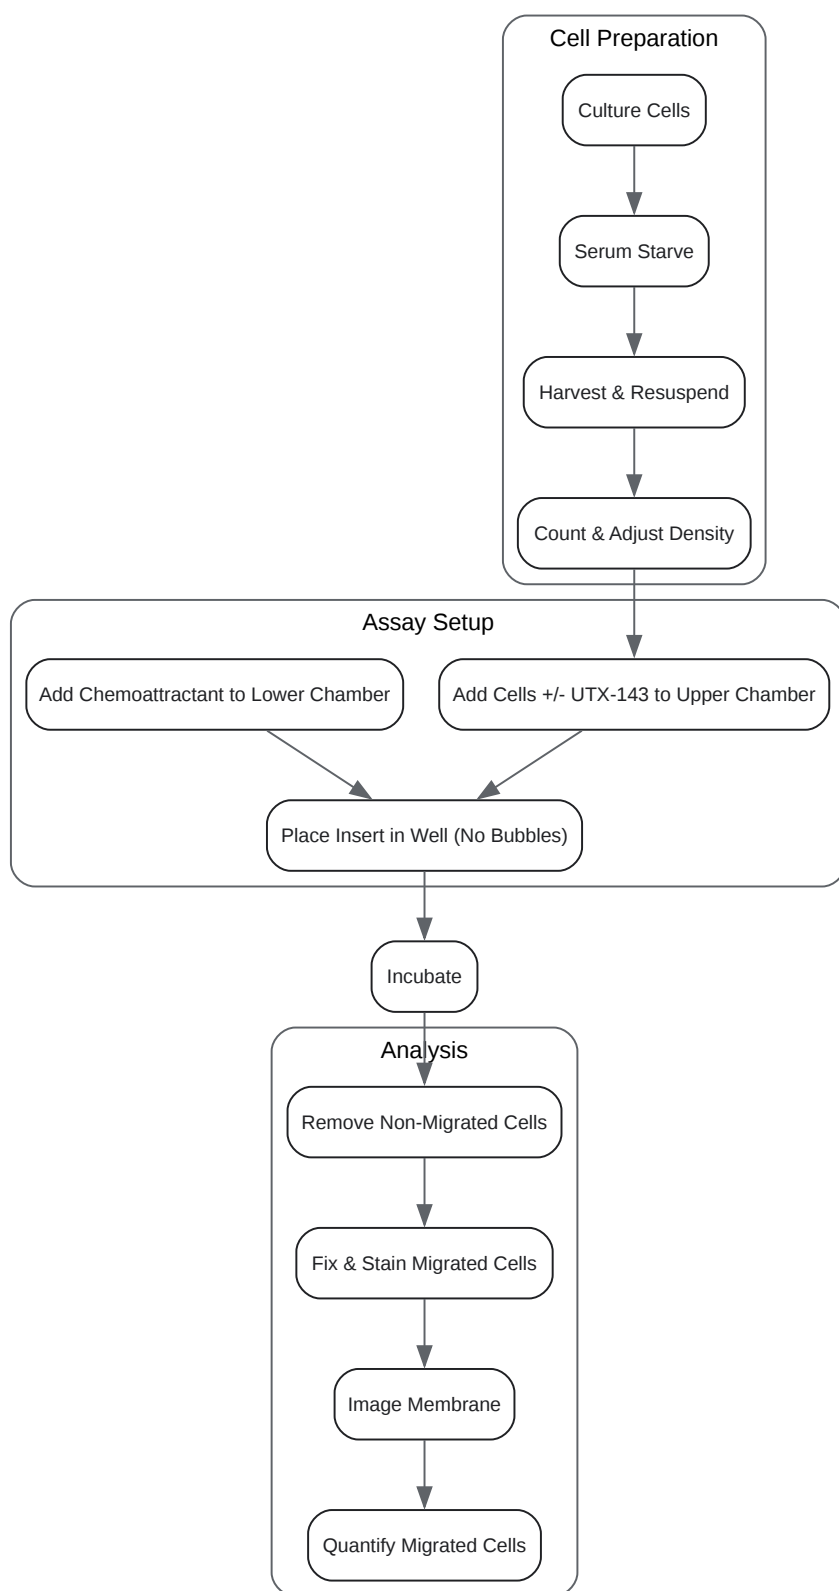 Cell Preparation
Culture Cells
Serum Starve
Harvest & Resuspend
Count & Adjust Density
Assay Setup
Add Chemoattractant to Lower Chamber
Add Cells +/- UTX-143 to Upper Chamber
Place Insert in Well (No Bubbles)
Incubate
Analysis
Remove Non-Migrated Cells
Fix & Stain Migrated Cells
Image Membrane
Quantify Migrated Cells